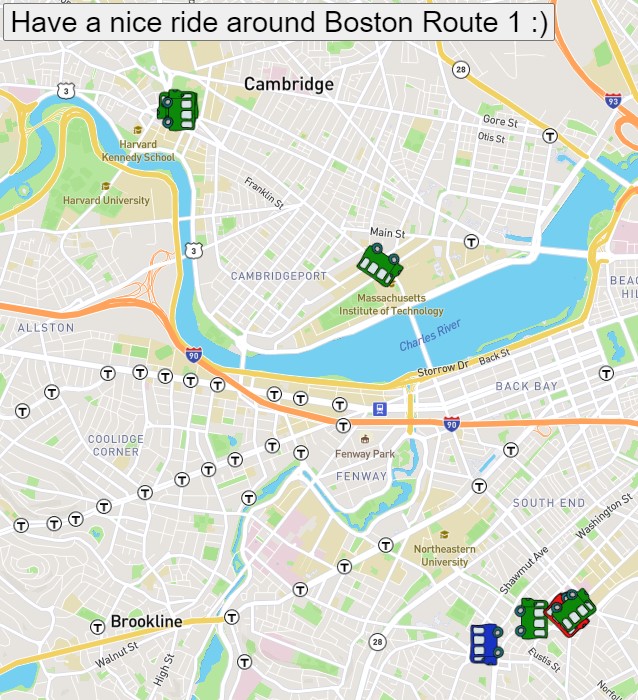 Have a nice ride around Boston Route 1 :)
Cambridge
28
3
93
Gore St
Otis St
T
Harvard
Kennedy School
Harvard University
Franklin St
Main St
T
3
CAMBRIDGEPORT
Massachusetts
Institute of Technology
Charles River
ALLSTON
90
Storrow Dr
Back St
BACK BAY
T
T
T
T
T
T
T
T
T
T
T
90
T
COOLIDGE
CORNER
Fenway Park
FENWAY
T
T
T
T
T
T
T
T
T
T
T
T
T
SOUTH END
Washington St
Northeastern
University
T
T
T
Shawmut Ave
Brookline
T
T
28
Walnut St
High St
T
Eustis St